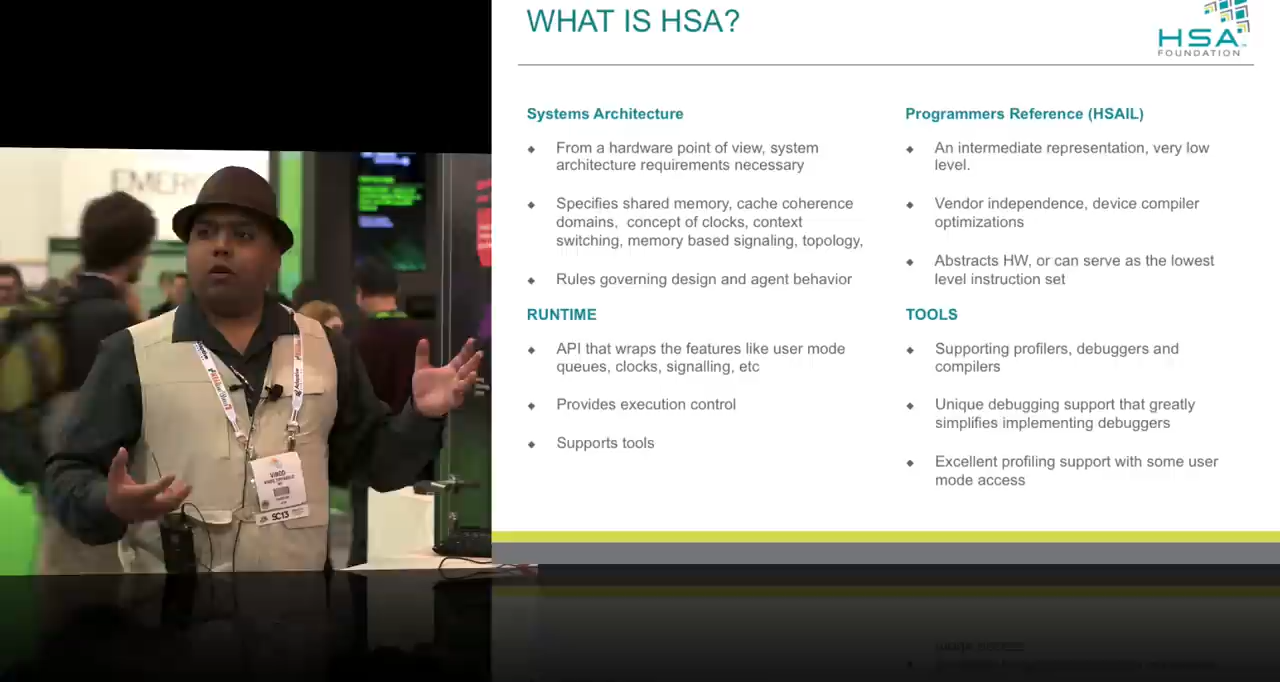 WHAT IS HSA?
HSA
FOUNDATION
Systems Architecture
From a hardware point of view, system
architecture requirements necessary
Specifies shared memory, cache coherence
domains, concept of clocks, context
switching, memory based signaling, topology,
Rules governing design and agent behavior
RUNTIME
API that wraps the features like user mode
queues, clocks, signalling, etc
Provides execution control
Supports tools
Programmers Reference (HSAIL)
An intermediate representation, very low
level.
Vendor independence, device compiler
optimizations
Abstracts HW, or can serve as the lowest
level instruction set
TOOLS
Supporting profilers, debuggers and
compilers
Unique debugging support that greatly
simplifies implementing debuggers
Excellent profiling support with some user
mode access
EMER
VINOD
SC13